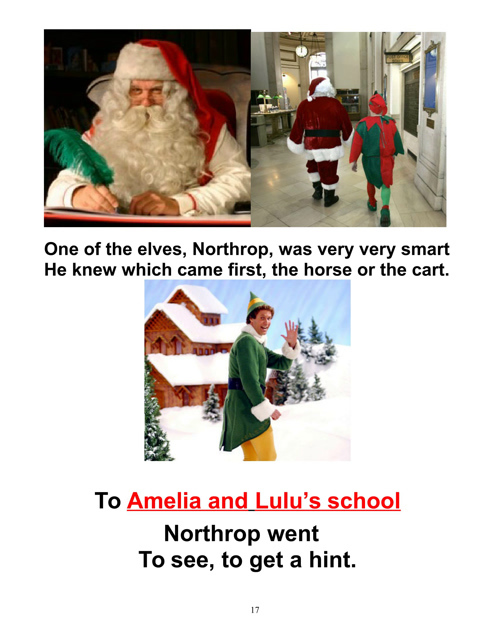 One of the elves, Northrop, was very very smart
He knew which came first, the horse or the cart.
To Amelia and Lulu's school
Northrop went
To see, to get a hint.
17